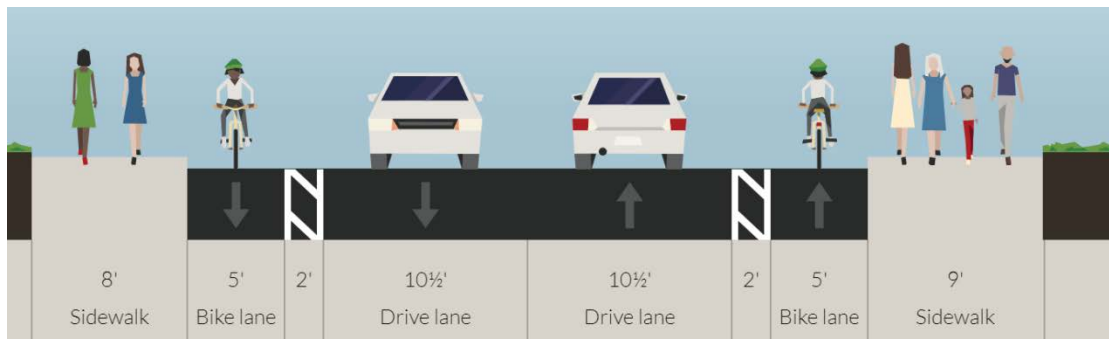 8' 5' 2' 10½' 10½' 2' 5' 9'
Sidewalk Bike lane Drive lane Drive lane Bike lane Sidewalk